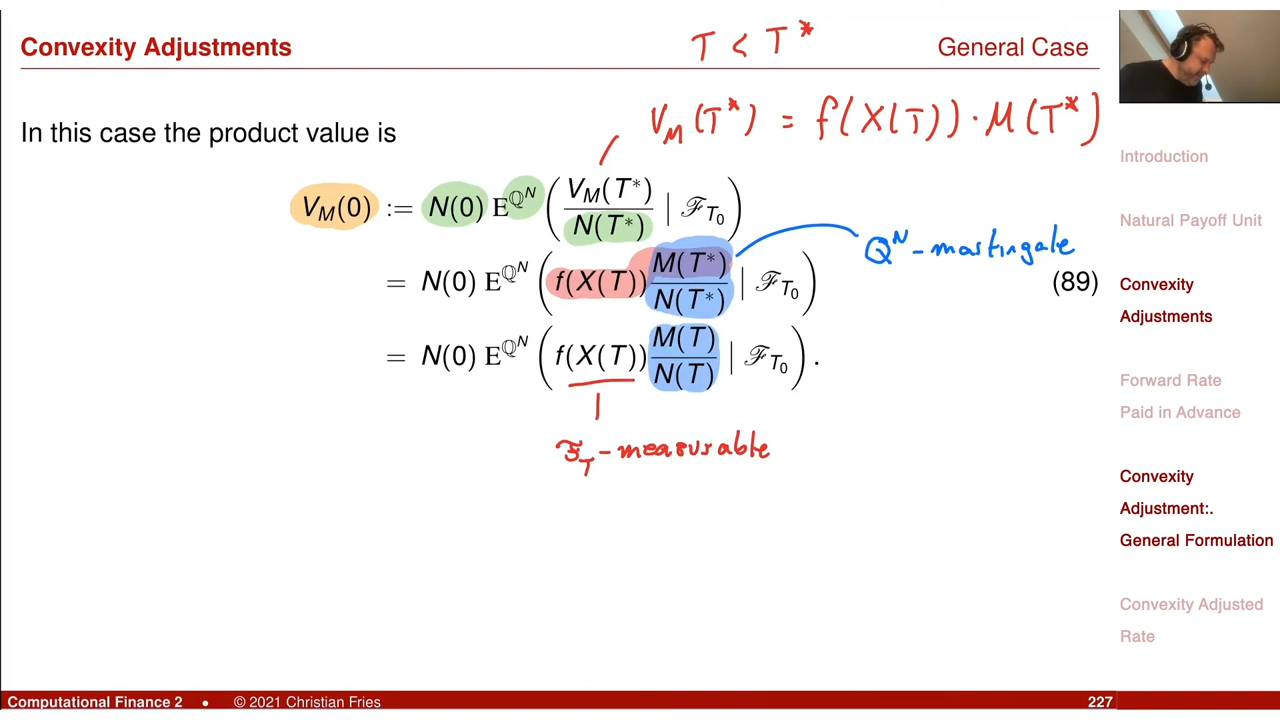 Convexity Adjustments
T < T*
General Case
V_M(T*) = f(X(T)) · M(T*)
In this case the product value is
V_M(0) := N(0) E^{ℚ^N} ( V_M(T*) / N(T*) | ℱ_{T_0} )
Q^N - martingale
= N(0) E^{ℚ^N} ( f(X(T)) M(T*) / N(T*) | ℱ_{T_0} ) (89)
= N(0) E^{ℚ^N} ( f(X(T)) M(T) / N(T) | ℱ_{T_0} ) .
ℱ_T - measurable
Introduction
Natural Payoff Unit
Convexity
Adjustments
Forward Rate
Paid in Advance
Convexity
Adjustment:.
General Formulation
Convexity Adjusted
Rate
Computational Finance 2 • © 2021 Christian Fries 227